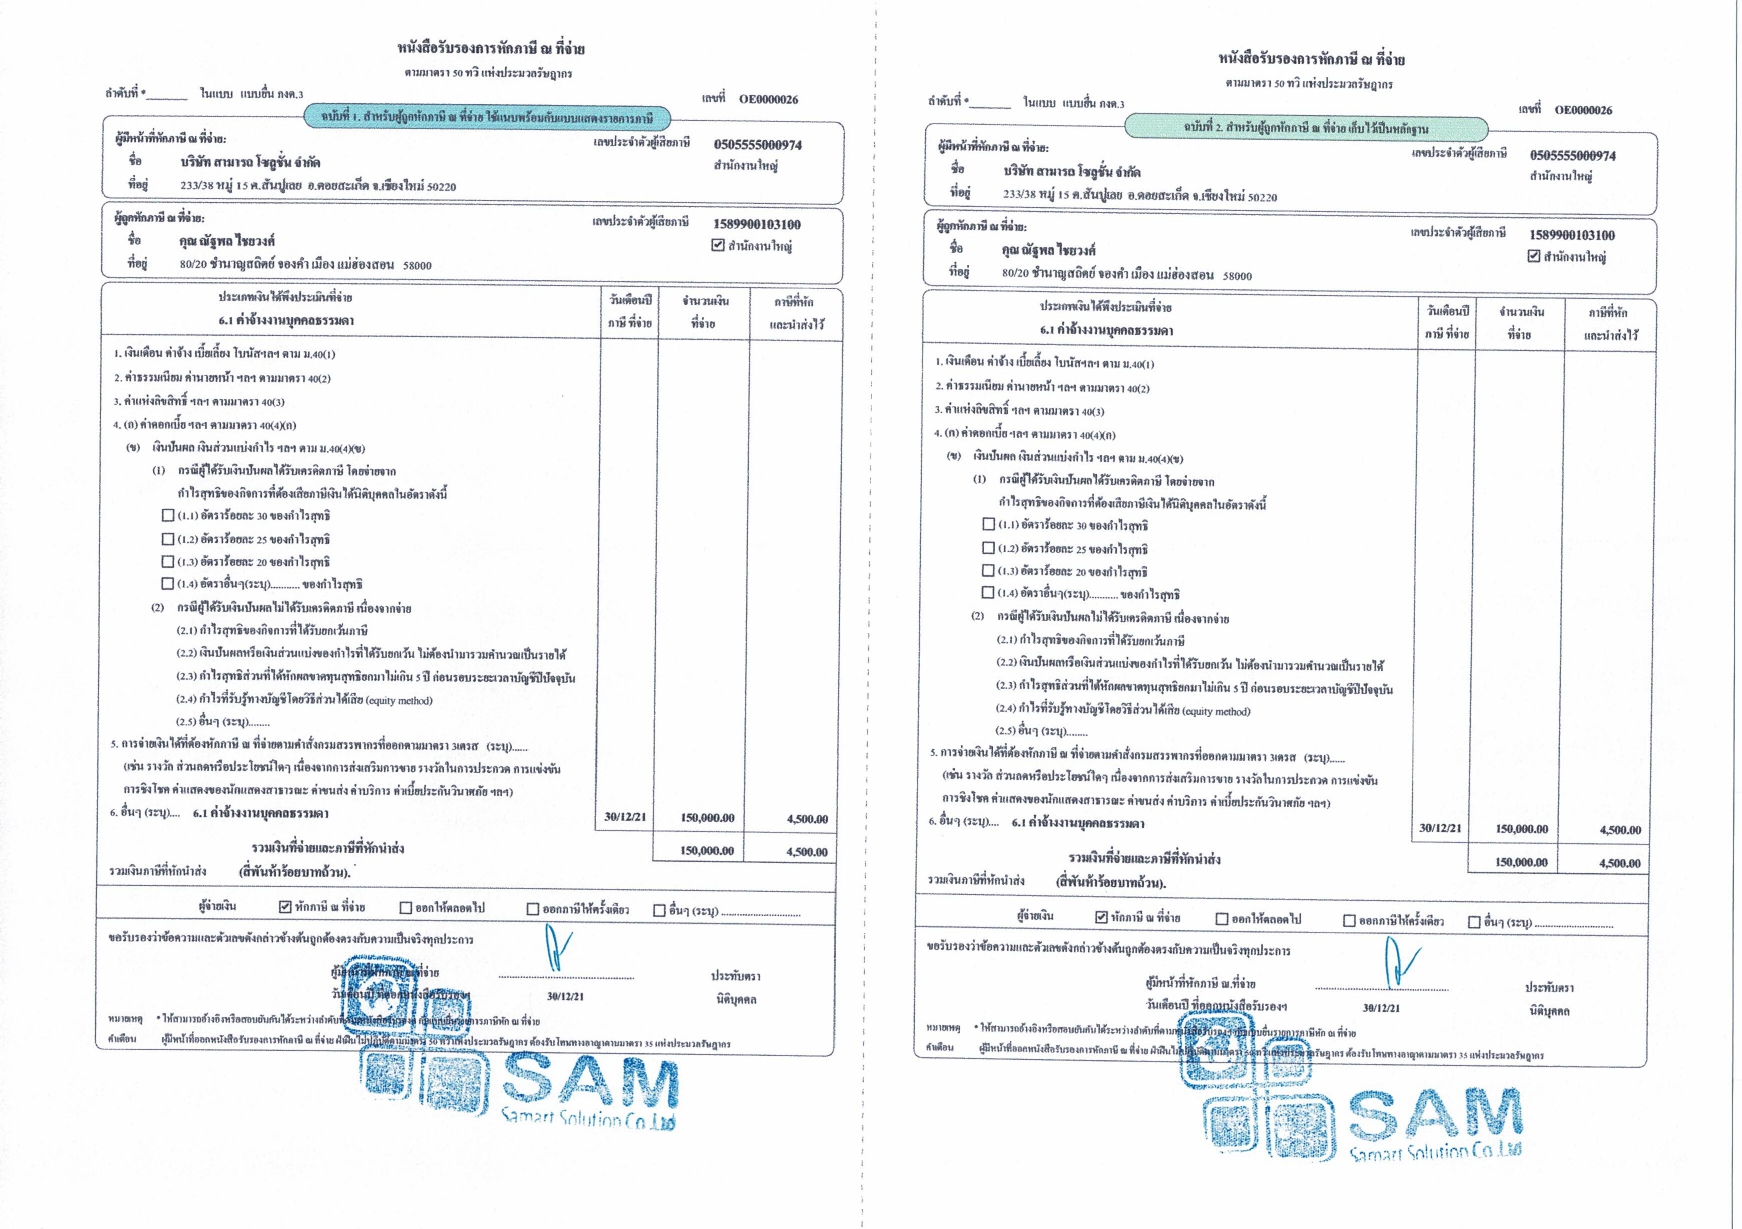 หนังสือรับรองการหักภาษี ณ ที่จ่าย
ตามมาตรา 50 ทวิ แห่งประมวลรัษฎากร
ลำดับที่ *_______ ในแบบ แบบยื่น ภงด.3
เลขที่ OE0000026
ฉบับที่ 1. สำหรับผู้ถูกหักภาษี ณ ที่จ่าย ใช้แนบพร้อมกับแบบแสดงรายการภาษี
ผู้มีหน้าที่หักภาษี ณ ที่จ่าย: เลขประจำตัวผู้เสียภาษี 0505555000974
ชื่อ บริษัท สามารถ โซลูชั่น จำกัด สำนักงานใหญ่
ที่อยู่ 233/38 หมู่ 15 ต.สันปูเลย อ.ดอยสะเก็ด จ.เชียงใหม่ 50220
ผู้ถูกหักภาษี ณ ที่จ่าย: เลขประจำตัวผู้เสียภาษี 1589900103100
ชื่อ คุณ ณัฐพล ไชยวงค์ ☑ สำนักงานใหญ่
ที่อยู่ 80/20 ชำนาญสถิตย์ จองคำ เมือง แม่ฮ่องสอน 58000
ประเภทเงินได้พึงประเมินที่จ่าย วันเดือนปี จำนวนเงิน ภาษีที่หัก
6.1 ค่าจ้างงานบุคคลธรรมดา ภาษี ที่จ่าย ที่จ่าย และนำส่งไว้
1. เงินเดือน ค่าจ้าง เบี้ยเลี้ยง โบนัสฯลฯ ตาม ม.40(1)
2. ค่าธรรมเนียม ค่านายหน้า ฯลฯ ตามมาตรา 40(2)
3. ค่าแห่งลิขสิทธิ์ ฯลฯ ตามมาตรา 40(3)
4. (ก) ค่าดอกเบี้ย ฯลฯ ตามมาตรา 40(4)(ก)
(ข) เงินปันผล เงินส่วนแบ่งกำไร ฯลฯ ตาม ม.40(4)(ข)
(1) กรณีผู้ได้รับเงินปันผลได้รับเครดิตภาษี โดยจ่ายจาก
กำไรสุทธิของกิจการที่ต้องเสียภาษีเงินได้นิติบุคคลในอัตราดังนี้
☐ (1.1) อัตราร้อยละ 30 ของกำไรสุทธิ
☐ (1.2) อัตราร้อยละ 25 ของกำไรสุทธิ
☐ (1.3) อัตราร้อยละ 20 ของกำไรสุทธิ
☐ (1.4) อัตราอื่นๆ(ระบุ).......... ของกำไรสุทธิ
(2) กรณีผู้ได้รับเงินปันผลไม่ได้รับเครดิตภาษี เนื่องจากจ่าย
(2.1) กำไรสุทธิของกิจการที่ได้รับยกเว้นภาษี
(2.2) เงินปันผลหรือเงินส่วนแบ่งของกำไรที่ได้รับยกเว้น ไม่ต้องนำมารวมคำนวณเป็นรายได้
(2.3) กำไรสุทธิส่วนที่ได้หักผลขาดทุนสุทธิยกมาไม่เกิน 5 ปี ก่อนรอบระยะเวลาบัญชีปีปัจจุบัน
(2.4) กำไรที่รับรู้ทางบัญชีโดยวิธีส่วนได้เสีย (equity method)
(2.5) อื่นๆ (ระบุ)........
5. การจ่ายเงินได้ที่ต้องหักภาษี ณ ที่จ่ายตามคำสั่งกรมสรรพากรที่ออกตามมาตรา 3เตรส (ระบุ)......
(เช่น รางวัล ส่วนลดหรือประโยชน์ใดๆ เนื่องจากการส่งเสริมการขาย รางวัลในการประกวด การแข่งขัน
การชิงโชค ค่าแสดงของนักแสดงสาธารณะ ค่าขนส่ง ค่าบริการ ค่าเบี้ยประกันวินาศภัย ฯลฯ)
6. อื่นๆ (ระบุ).... 6.1 ค่าจ้างงานบุคคลธรรมดา 30/12/21 150,000.00 4,500.00
รวมเงินที่จ่ายและภาษีที่หักนำส่ง 150,000.00 4,500.00
รวมเงินภาษีที่หักนำส่ง (สี่พันห้าร้อยบาทถ้วน).
ผู้จ่ายเงิน ☑ หักภาษี ณ ที่จ่าย ☐ ออกให้ตลอดไป ☐ ออกภาษีให้ครั้งเดียว ☐ อื่นๆ (ระบุ) ............................
ขอรับรองว่าข้อความและตัวเลขดังกล่าวข้างต้นถูกต้องตรงกับความเป็นจริงทุกประการ
ผู้มีหน้าที่หักภาษี ณ ที่จ่าย ................................ ประทับตรา
วันเดือนปี ที่ออกหนังสือรับรองฯ 30/12/21 นิติบุคคล
หมายเหตุ * ให้สามารถอ้างอิงหรือสอบยันกันได้ระหว่างลำดับที่ตามหนังสือรับรองฯ กับแบบยื่นรายการภาษีหัก ณ ที่จ่าย
คำเตือน ผู้มีหน้าที่ออกหนังสือรับรองการหักภาษี ณ ที่จ่าย ฝ่าฝืนไม่ปฏิบัติตามมาตรา 50 ทวิ แห่งประมวลรัษฎากร ต้องรับโทษทางอาญาตามมาตรา 35 แห่งประมวลรัษฎากร
SAM
Samart Solution Co.,Ltd
หนังสือรับรองการหักภาษี ณ ที่จ่าย
ตามมาตรา 50 ทวิ แห่งประมวลรัษฎากร
ลำดับที่ *_______ ในแบบ แบบยื่น ภงด.3
เลขที่ OE0000026
ฉบับที่ 2. สำหรับผู้ถูกหักภาษี ณ ที่จ่าย เก็บไว้เป็นหลักฐาน
ผู้มีหน้าที่หักภาษี ณ ที่จ่าย: เลขประจำตัวผู้เสียภาษี 0505555000974
ชื่อ บริษัท สามารถ โซลูชั่น จำกัด สำนักงานใหญ่
ที่อยู่ 233/38 หมู่ 15 ต.สันปูเลย อ.ดอยสะเก็ด จ.เชียงใหม่ 50220
ผู้ถูกหักภาษี ณ ที่จ่าย: เลขประจำตัวผู้เสียภาษี 1589900103100
ชื่อ คุณ ณัฐพล ไชยวงค์ ☑ สำนักงานใหญ่
ที่อยู่ 80/20 ชำนาญสถิตย์ จองคำ เมือง แม่ฮ่องสอน 58000
ประเภทเงินได้พึงประเมินที่จ่าย วันเดือนปี จำนวนเงิน ภาษีที่หัก
6.1 ค่าจ้างงานบุคคลธรรมดา ภาษี ที่จ่าย ที่จ่าย และนำส่งไว้
1. เงินเดือน ค่าจ้าง เบี้ยเลี้ยง โบนัสฯลฯ ตาม ม.40(1)
2. ค่าธรรมเนียม ค่านายหน้า ฯลฯ ตามมาตรา 40(2)
3. ค่าแห่งลิขสิทธิ์ ฯลฯ ตามมาตรา 40(3)
4. (ก) ค่าดอกเบี้ย ฯลฯ ตามมาตรา 40(4)(ก)
(ข) เงินปันผล เงินส่วนแบ่งกำไร ฯลฯ ตาม ม.40(4)(ข)
(1) กรณีผู้ได้รับเงินปันผลได้รับเครดิตภาษี โดยจ่ายจาก
กำไรสุทธิของกิจการที่ต้องเสียภาษีเงินได้นิติบุคคลในอัตราดังนี้
☐ (1.1) อัตราร้อยละ 30 ของกำไรสุทธิ
☐ (1.2) อัตราร้อยละ 25 ของกำไรสุทธิ
☐ (1.3) อัตราร้อยละ 20 ของกำไรสุทธิ
☐ (1.4) อัตราอื่นๆ(ระบุ).......... ของกำไรสุทธิ
(2) กรณีผู้ได้รับเงินปันผลไม่ได้รับเครดิตภาษี เนื่องจากจ่าย
(2.1) กำไรสุทธิของกิจการที่ได้รับยกเว้นภาษี
(2.2) เงินปันผลหรือเงินส่วนแบ่งของกำไรที่ได้รับยกเว้น ไม่ต้องนำมารวมคำนวณเป็นรายได้
(2.3) กำไรสุทธิส่วนที่ได้หักผลขาดทุนสุทธิยกมาไม่เกิน 5 ปี ก่อนรอบระยะเวลาบัญชีปีปัจจุบัน
(2.4) กำไรที่รับรู้ทางบัญชีโดยวิธีส่วนได้เสีย (equity method)
(2.5) อื่นๆ (ระบุ)........
5. การจ่ายเงินได้ที่ต้องหักภาษี ณ ที่จ่ายตามคำสั่งกรมสรรพากรที่ออกตามมาตรา 3เตรส (ระบุ)......
(เช่น รางวัล ส่วนลดหรือประโยชน์ใดๆ เนื่องจากการส่งเสริมการขาย รางวัลในการประกวด การแข่งขัน
การชิงโชค ค่าแสดงของนักแสดงสาธารณะ ค่าขนส่ง ค่าบริการ ค่าเบี้ยประกันวินาศภัย ฯลฯ)
6. อื่นๆ (ระบุ).... 6.1 ค่าจ้างงานบุคคลธรรมดา 30/12/21 150,000.00 4,500.00
รวมเงินที่จ่ายและภาษีที่หักนำส่ง 150,000.00 4,500.00
รวมเงินภาษีที่หักนำส่ง (สี่พันห้าร้อยบาทถ้วน).
ผู้จ่ายเงิน ☑ หักภาษี ณ ที่จ่าย ☐ ออกให้ตลอดไป ☐ ออกภาษีให้ครั้งเดียว ☐ อื่นๆ (ระบุ) ............................
ขอรับรองว่าข้อความและตัวเลขดังกล่าวข้างต้นถูกต้องตรงกับความเป็นจริงทุกประการ
ผู้มีหน้าที่หักภาษี ณ.ที่จ่าย ................................ ประทับตรา
วันเดือนปี ที่ออกหนังสือรับรองฯ 30/12/21 นิติบุคคล
หมายเหตุ * ให้สามารถอ้างอิงหรือสอบยันกันได้ระหว่างลำดับที่ตามหนังสือรับรองฯ กับแบบยื่นรายการภาษีหัก ณ ที่จ่าย
คำเตือน ผู้มีหน้าที่ออกหนังสือรับรองการหักภาษี ณ ที่จ่าย ฝ่าฝืนไม่ปฏิบัติตามมาตรา 50 ทวิ แห่งประมวลรัษฎากร ต้องรับโทษทางอาญาตามมาตรา 35 แห่งประมวลรัษฎากร
SAM
Samart Solution Co.,Ltd